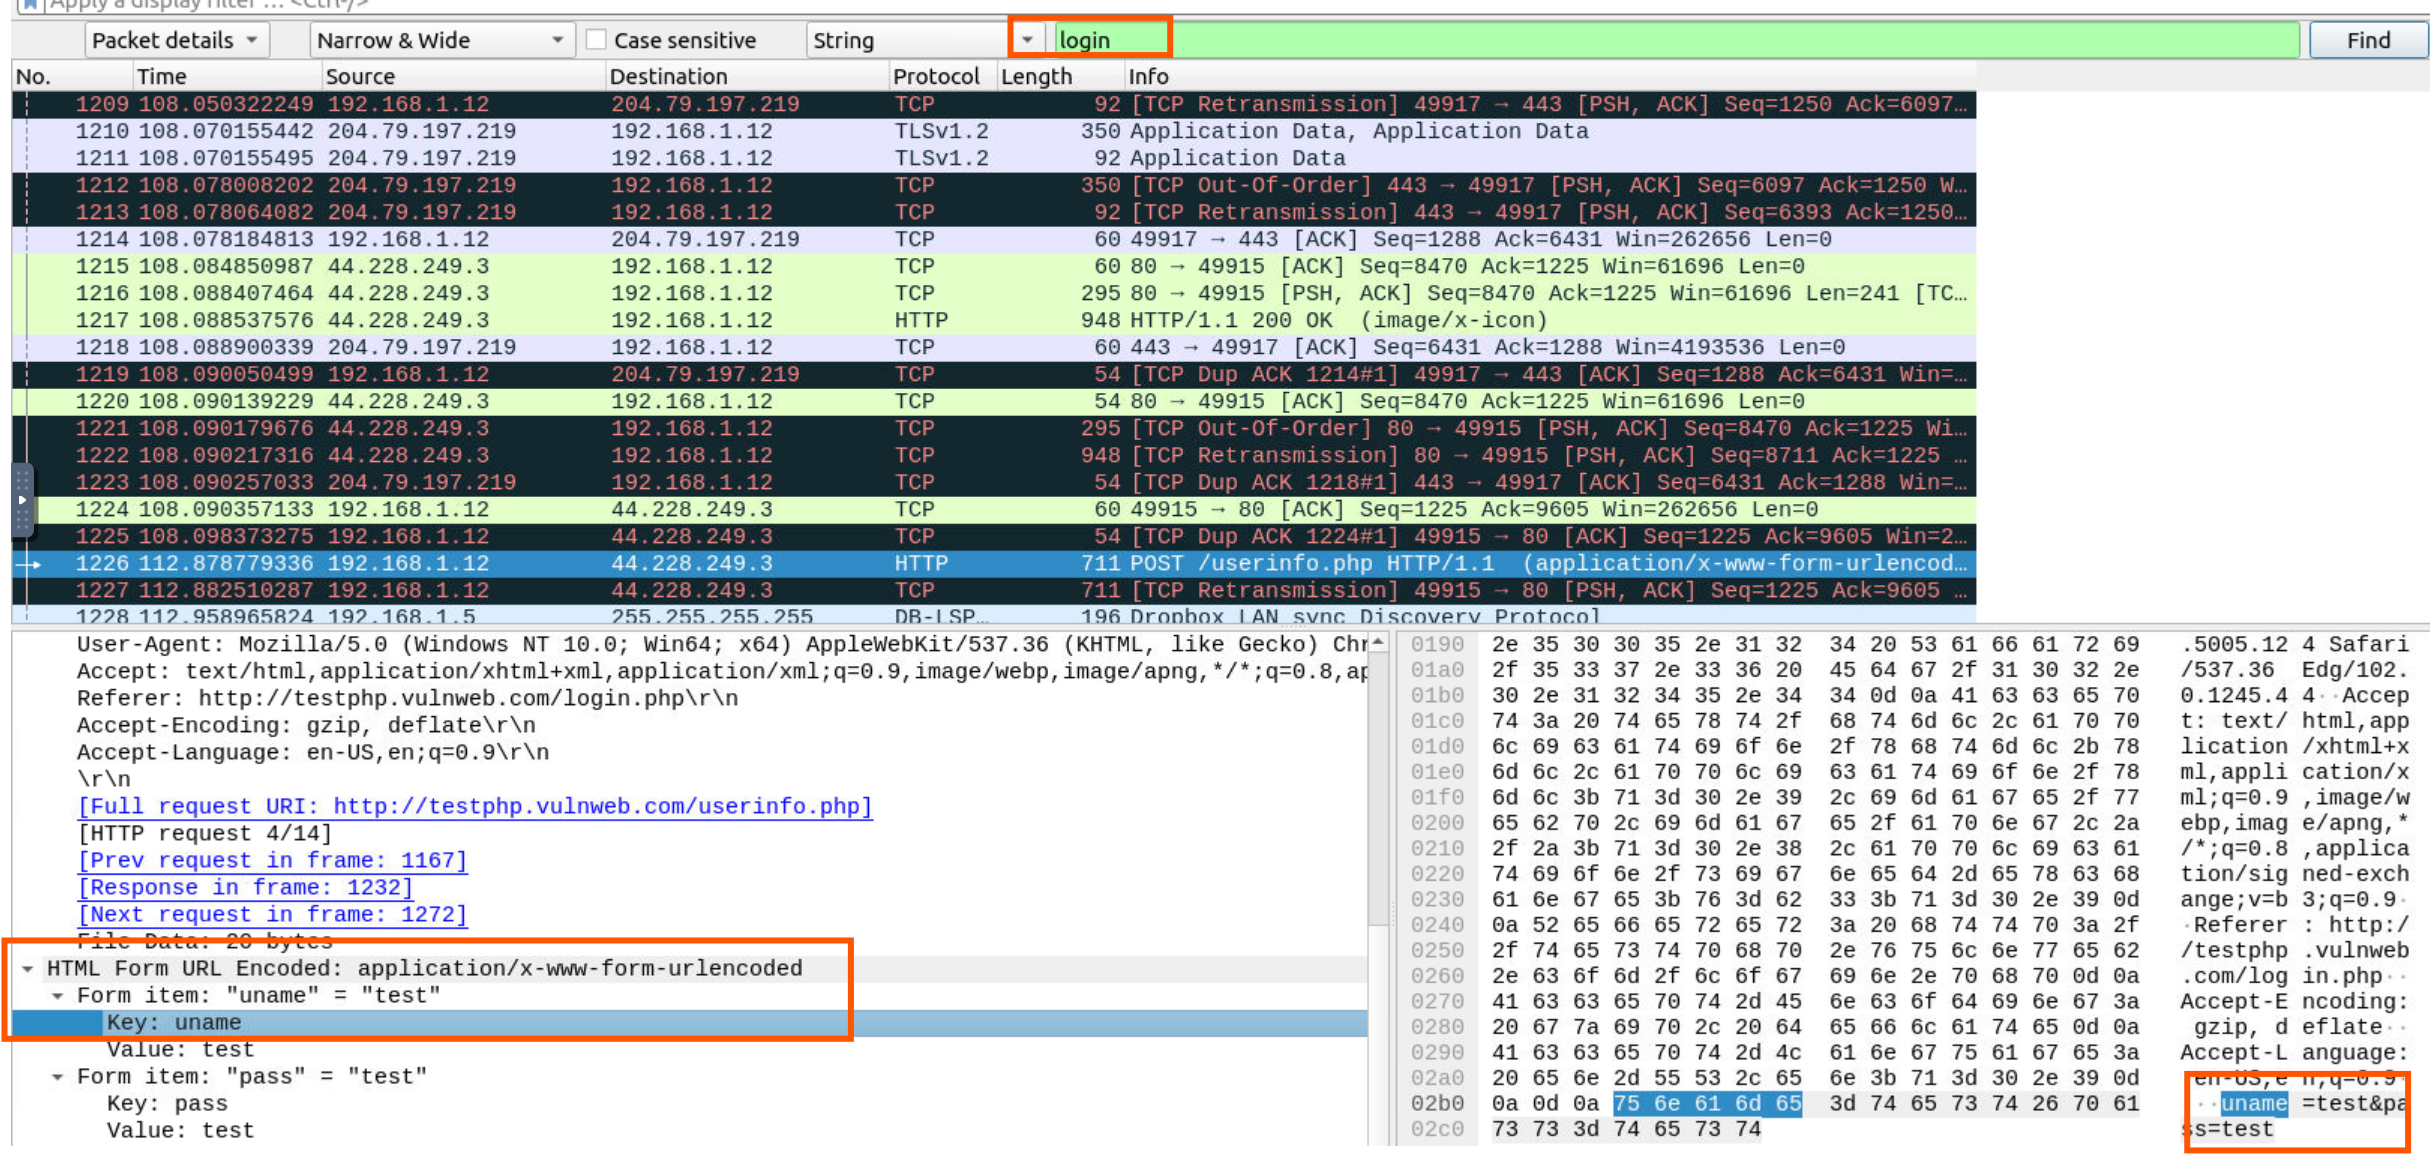 Apply a display filter … <Ctrl-/>
Packet details Narrow & Wide Case sensitive String login Find
No. Time Source Destination Protocol Length Info
1209 108.050322249 192.168.1.12 204.79.197.219 TCP 92 [TCP Retransmission] 49917 → 443 [PSH, ACK] Seq=1250 Ack=6097…
1210 108.070155442 204.79.197.219 192.168.1.12 TLSv1.2 350 Application Data, Application Data
1211 108.070155495 204.79.197.219 192.168.1.12 TLSv1.2 92 Application Data
1212 108.078008202 204.79.197.219 192.168.1.12 TCP 350 [TCP Out-Of-Order] 443 → 49917 [PSH, ACK] Seq=6097 Ack=1250 W…
1213 108.078064082 204.79.197.219 192.168.1.12 TCP 92 [TCP Retransmission] 443 → 49917 [PSH, ACK] Seq=6393 Ack=1250…
1214 108.078184813 192.168.1.12 204.79.197.219 TCP 60 49917 → 443 [ACK] Seq=1288 Ack=6431 Win=262656 Len=0
1215 108.084850987 44.228.249.3 192.168.1.12 TCP 60 80 → 49915 [ACK] Seq=8470 Ack=1225 Win=61696 Len=0
1216 108.088407464 44.228.249.3 192.168.1.12 TCP 295 80 → 49915 [PSH, ACK] Seq=8470 Ack=1225 Win=61696 Len=241 [TC…
1217 108.088537576 44.228.249.3 192.168.1.12 HTTP 948 HTTP/1.1 200 OK (image/x-icon)
1218 108.088900339 204.79.197.219 192.168.1.12 TCP 60 443 → 49917 [ACK] Seq=6431 Ack=1288 Win=4193536 Len=0
1219 108.090050499 192.168.1.12 204.79.197.219 TCP 54 [TCP Dup ACK 1214#1] 49917 → 443 [ACK] Seq=1288 Ack=6431 Win=…
1220 108.090139229 44.228.249.3 192.168.1.12 TCP 54 80 → 49915 [ACK] Seq=8470 Ack=1225 Win=61696 Len=0
1221 108.090179676 44.228.249.3 192.168.1.12 TCP 295 [TCP Out-Of-Order] 80 → 49915 [PSH, ACK] Seq=8470 Ack=1225 Wi…
1222 108.090217316 44.228.249.3 192.168.1.12 TCP 948 [TCP Retransmission] 80 → 49915 [PSH, ACK] Seq=8711 Ack=1225 …
1223 108.090257033 204.79.197.219 192.168.1.12 TCP 54 [TCP Dup ACK 1218#1] 443 → 49917 [ACK] Seq=6431 Ack=1288 Win=…
1224 108.090357133 192.168.1.12 44.228.249.3 TCP 60 49915 → 80 [ACK] Seq=1225 Ack=9605 Win=262656 Len=0
1225 108.098373275 192.168.1.12 44.228.249.3 TCP 54 [TCP Dup ACK 1224#1] 49915 → 80 [ACK] Seq=1225 Ack=9605 Win=2…
1226 112.878779336 192.168.1.12 44.228.249.3 HTTP 711 POST /userinfo.php HTTP/1.1 (application/x-www-form-urlencod…
1227 112.882510287 192.168.1.12 44.228.249.3 TCP 711 [TCP Retransmission] 49915 → 80 [PSH, ACK] Seq=1225 Ack=9605 …
1228 112.958965824 192.168.1.5 255.255.255.255 DB-LSP… 196 Dropbox LAN sync Discovery Protocol
User-Agent: Mozilla/5.0 (Windows NT 10.0; Win64; x64) AppleWebKit/537.36 (KHTML, like Gecko) Chr
Accept: text/html,application/xhtml+xml,application/xml;q=0.9,image/webp,image/apng,*/*;q=0.8,ap
Referer: http://testphp.vulnweb.com/login.php\r\n
Accept-Encoding: gzip, deflate\r\n
Accept-Language: en-US,en;q=0.9\r\n
\r\n
[Full request URI: http://testphp.vulnweb.com/userinfo.php]
[HTTP request 4/14]
[Prev request in frame: 1167]
[Response in frame: 1232]
[Next request in frame: 1272]
File Data: 20 bytes
HTML Form URL Encoded: application/x-www-form-urlencoded
Form item: "uname" = "test"
Key: uname
Value: test
Form item: "pass" = "test"
Key: pass
Value: test
0190 2e 35 30 30 35 2e 31 32 34 20 53 61 66 61 72 69 .5005.12 4 Safari
01a0 2f 35 33 37 2e 33 36 20 45 64 67 2f 31 30 32 2e /537.36 Edg/102.
01b0 30 2e 31 32 34 35 2e 34 34 0d 0a 41 63 63 65 70 0.1245.4 4··Accep
01c0 74 3a 20 74 65 78 74 2f 68 74 6d 6c 2c 61 70 70 t: text/ html,app
01d0 6c 69 63 61 74 69 6f 6e 2f 78 68 74 6d 6c 2b 78 lication /xhtml+x
01e0 6d 6c 2c 61 70 70 6c 69 63 61 74 69 6f 6e 2f 78 ml,appli cation/x
01f0 6d 6c 3b 71 3d 30 2e 39 2c 69 6d 61 67 65 2f 77 ml;q=0.9 ,image/w
0200 65 62 70 2c 69 6d 61 67 65 2f 61 70 6e 67 2c 2a ebp,imag e/apng,*
0210 2f 2a 3b 71 3d 30 2e 38 2c 61 70 70 6c 69 63 61 /*;q=0.8 ,applica
0220 74 69 6f 6e 2f 73 69 67 6e 65 64 2d 65 78 63 68 tion/sig ned-exch
0230 61 6e 67 65 3b 76 3d 62 33 3b 71 3d 30 2e 39 0d ange;v=b 3;q=0.9·
0240 0a 52 65 66 65 72 65 72 3a 20 68 74 74 70 3a 2f ·Referer : http:/
0250 2f 74 65 73 74 70 68 70 2e 76 75 6c 6e 77 65 62 /testphp .vulnweb
0260 2e 63 6f 6d 2f 6c 6f 67 69 6e 2e 70 68 70 0d 0a .com/log in.php··
0270 41 63 63 65 70 74 2d 45 6e 63 6f 64 69 6e 67 3a Accept-E ncoding:
0280 20 67 7a 69 70 2c 20 64 65 66 6c 61 74 65 0d 0a gzip, d eflate··
0290 41 63 63 65 70 74 2d 4c 61 6e 67 75 61 67 65 3a Accept-L anguage:
02a0 20 65 6e 2d 55 53 2c 65 6e 3b 71 3d 30 2e 39 0d en-US,e n;q=0.9·
02b0 0a 0d 0a 75 6e 61 6d 65 3d 74 65 73 74 26 70 61 ···uname =test&pa
02c0 73 73 3d 74 65 73 74 ss=test